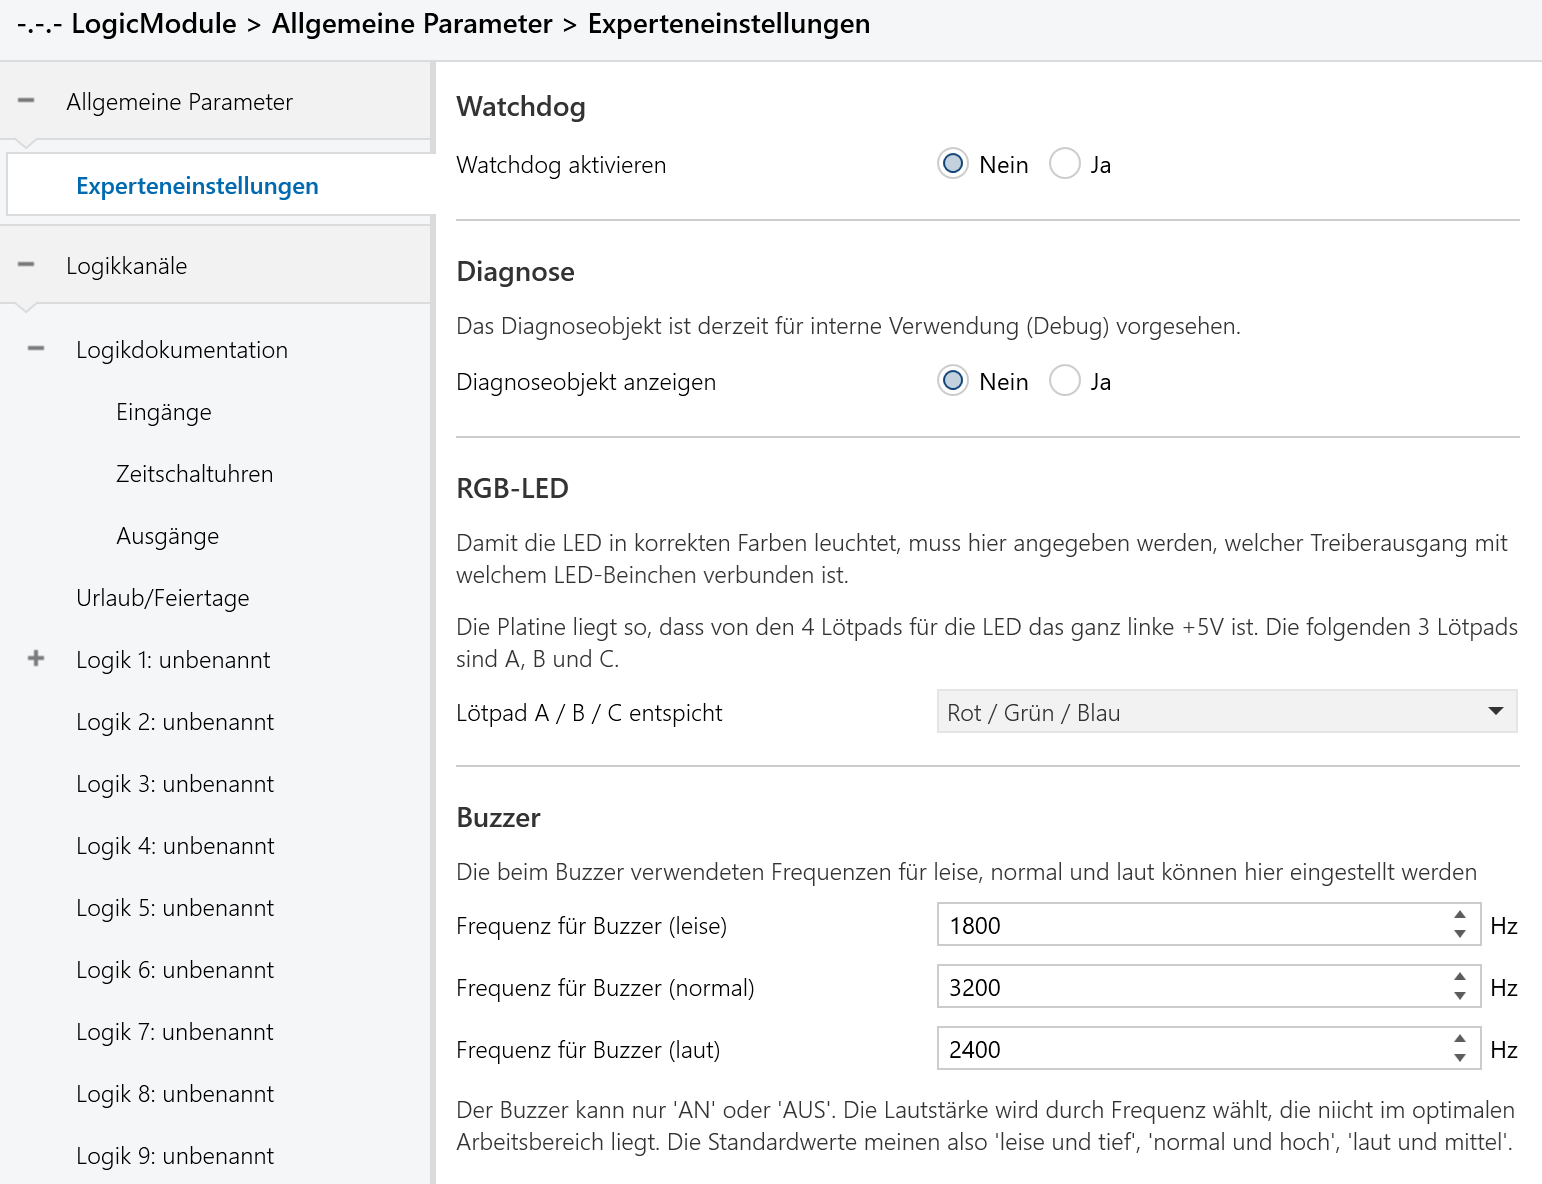 -.-.- LogicModule > Allgemeine Parameter > Experteneinstellungen
Allgemeine Parameter
Experteneinstellungen
Logikkanäle
Logikdokumentation
Eingänge
Zeitschaltuhren
Ausgänge
Urlaub/Feiertage
Logik 1: unbenannt
Logik 2: unbenannt
Logik 3: unbenannt
Logik 4: unbenannt
Logik 5: unbenannt
Logik 6: unbenannt
Logik 7: unbenannt
Logik 8: unbenannt
Logik 9: unbenannt
Watchdog
Watchdog aktivieren Nein Ja
Diagnose
Das Diagnoseobjekt ist derzeit für interne Verwendung (Debug) vorgesehen.
Diagnoseobjekt anzeigen Nein Ja
RGB-LED
Damit die LED in korrekten Farben leuchtet, muss hier angegeben werden, welcher Treiberausgang mit
welchem LED-Beinchen verbunden ist.
Die Platine liegt so, dass von den 4 Lötpads für die LED das ganz linke +5V ist. Die folgenden 3 Lötpads
sind A, B und C.
Lötpad A / B / C entspicht Rot / Grün / Blau
Buzzer
Die beim Buzzer verwendeten Frequenzen für leise, normal und laut können hier eingestellt werden
Frequenz für Buzzer (leise) 1800 Hz
Frequenz für Buzzer (normal) 3200 Hz
Frequenz für Buzzer (laut) 2400 Hz
Der Buzzer kann nur 'AN' oder 'AUS'. Die Lautstärke wird durch Frequenz wählt, die niicht im optimalen
Arbeitsbereich liegt. Die Standardwerte meinen also 'leise und tief', 'normal und hoch', 'laut und mittel'.